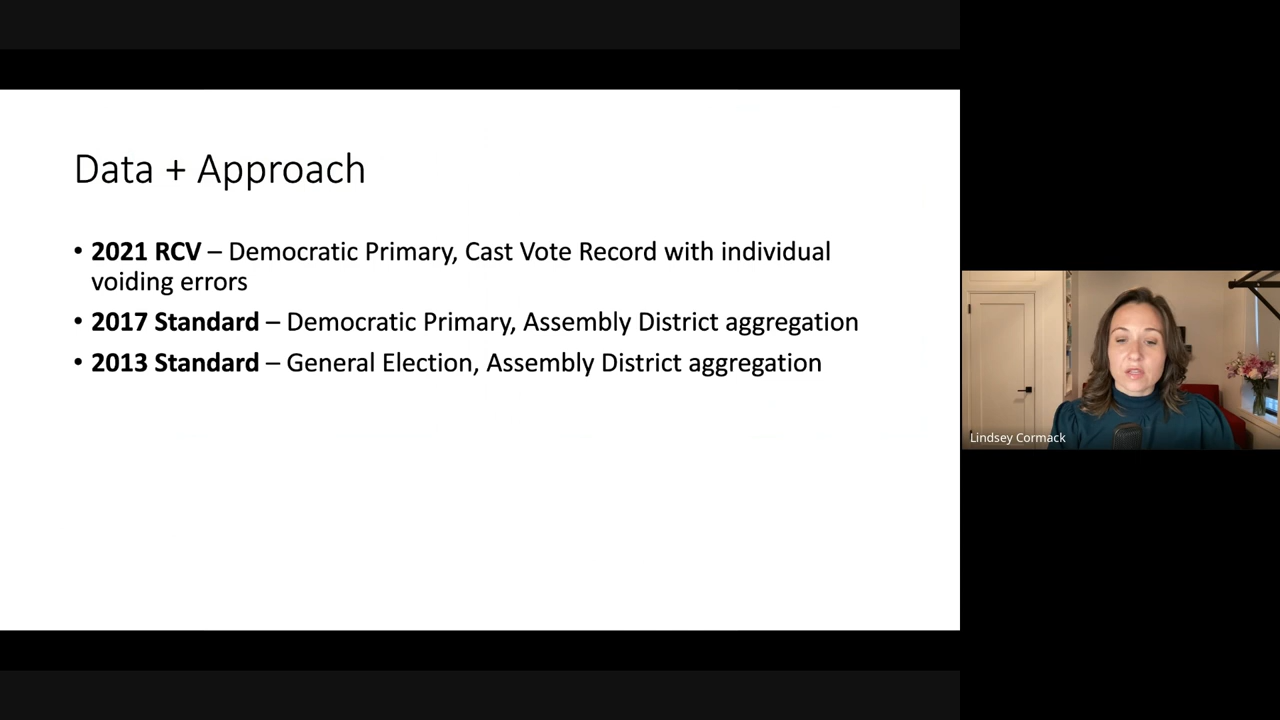 Data + Approach
• 2021 RCV – Democratic Primary, Cast Vote Record with individual
voiding errors
• 2017 Standard – Democratic Primary, Assembly District aggregation
• 2013 Standard – General Election, Assembly District aggregation
Lindsey Cormack